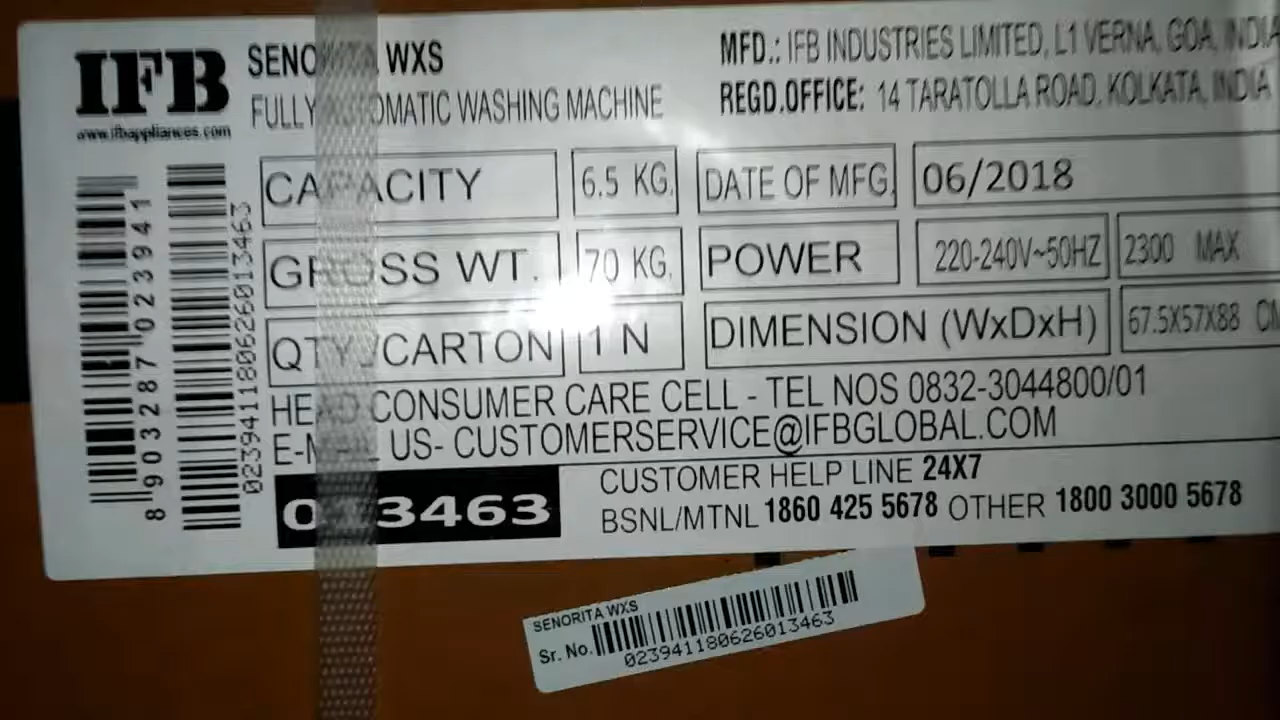 IFB
www.ifbappliances.com
SENORITA WXS
FULLY AUTOMATIC WASHING MACHINE
MFD.: IFB INDUSTRIES LIMITED, L1 VERNA, GOA, INDIA
REGD.OFFICE: 14 TARATOLLA ROAD, KOLKATA, INDIA
CAPACITY 6.5 KG. DATE OF MFG. 06/2018
GROSS WT. 70 KG. POWER 220-240V~50HZ 2300 MAX
QTY./CARTON 1 N DIMENSION (WxDxH) 67.5X57X88 CM
HEAD CONSUMER CARE CELL - TEL NOS 0832-3044800/01
E-MAIL US- CUSTOMERSERVICE@IFBGLOBAL.COM
013463
CUSTOMER HELP LINE 24X7
BSNL/MTNL 1860 425 5678 OTHER 1800 3000 5678
8 903287 023941
023941180626013463
SENORITA WXS
Sr. No.
023941180626013463